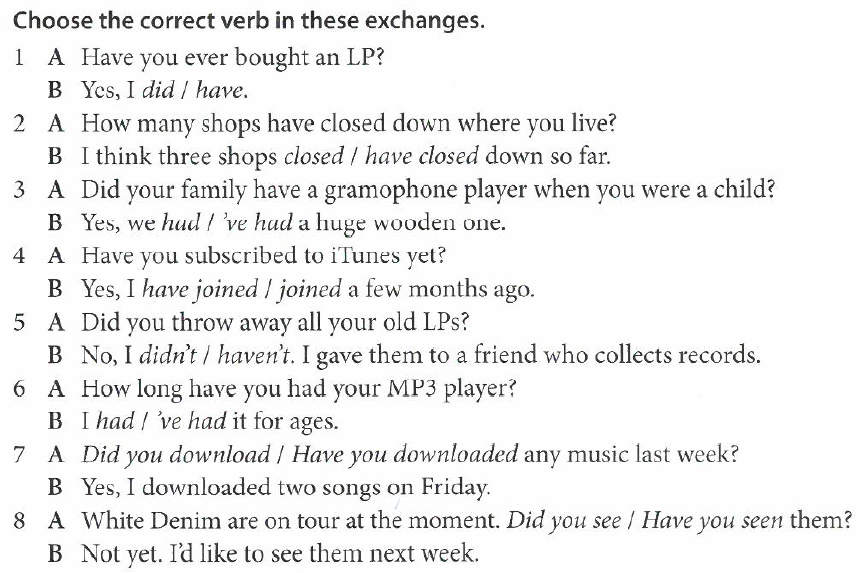 Choose the correct verb in these exchanges.
1 A Have you ever bought an LP?
B Yes, I did / have.
2 A How many shops have closed down where you live?
B I think three shops closed / have closed down so far.
3 A Did your family have a gramophone player when you were a child?
B Yes, we had / 've had a huge wooden one.
4 A Have you subscribed to iTunes yet?
B Yes, I have joined / joined a few months ago.
5 A Did you throw away all your old LPs?
B No, I didn't / haven't. I gave them to a friend who collects records.
6 A How long have you had your MP3 player?
B I had / 've had it for ages.
7 A Did you download / Have you downloaded any music last week?
B Yes, I downloaded two songs on Friday.
8 A White Denim are on tour at the moment. Did you see / Have you seen them?
B Not yet. I'd like to see them next week.